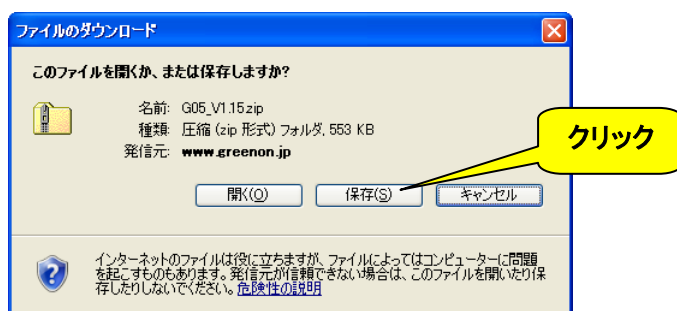 ファイルのダウンロード
このファイルを開くか、または保存しますか?
名前: G05_V1.15.zip
種類: 圧縮 (zip 形式) フォルダ, 553 KB
発信元: www.greenon.jp
クリック
開く(O) 保存(S) キャンセル
インターネットのファイルは役に立ちますが、ファイルによってはコンピューターに問題
を起こすものもあります。発信元が信頼できない場合は、このファイルを開いたり保
存したりしないでください。危険性の説明